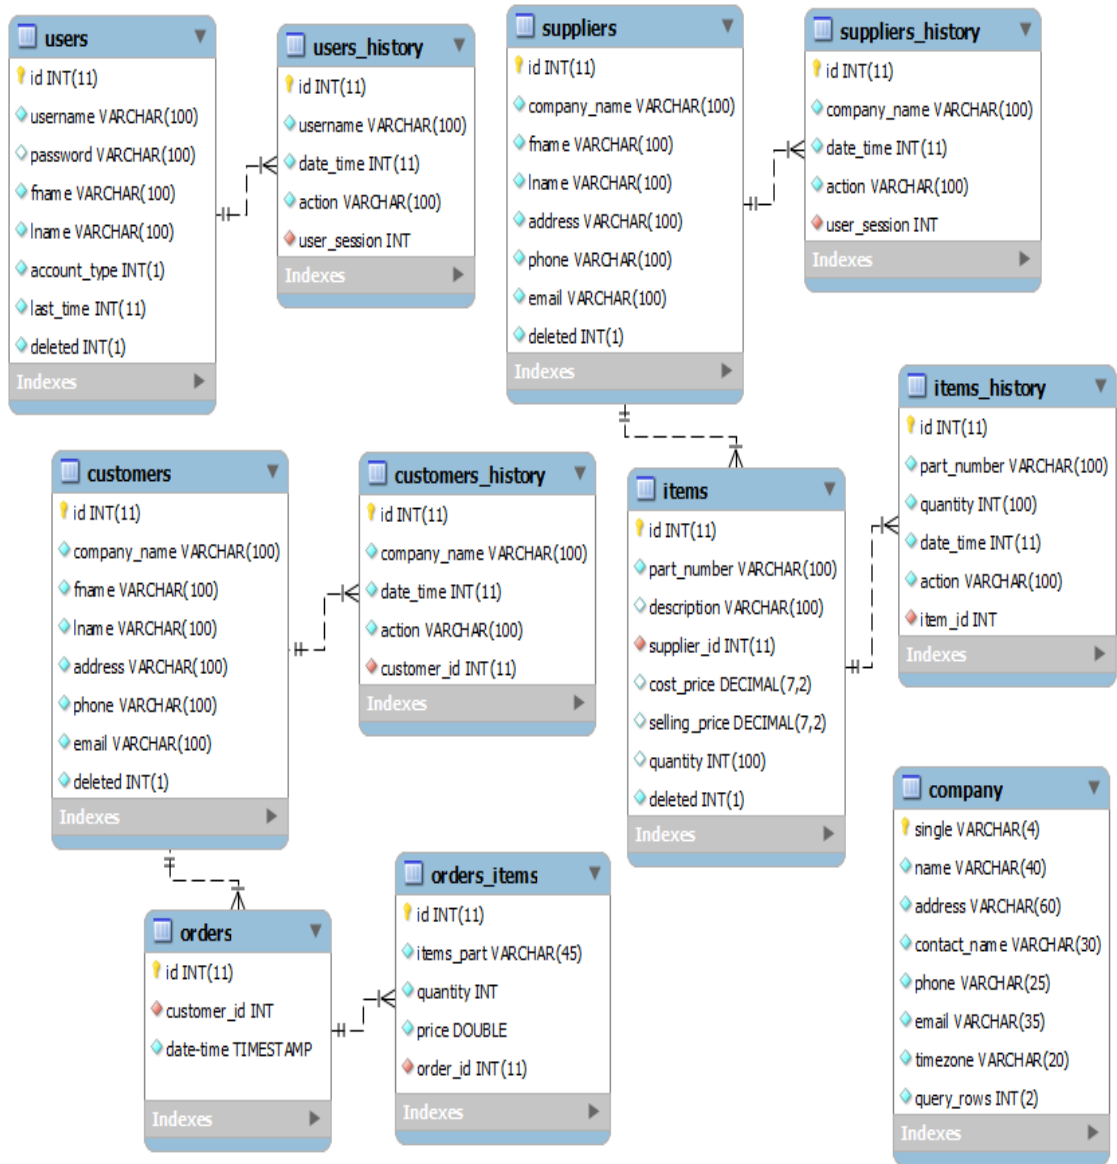 users
id INT(11)
username VARCHAR(100)
password VARCHAR(100)
fname VARCHAR(100)
lname VARCHAR(100)
account_type INT(1)
last_time INT(11)
deleted INT(1)
Indexes
users_history
id INT(11)
username VARCHAR(100)
date_time INT(11)
action VARCHAR(100)
user_session INT
Indexes
suppliers
id INT(11)
company_name VARCHAR(100)
fname VARCHAR(100)
lname VARCHAR(100)
address VARCHAR(100)
phone VARCHAR(100)
email VARCHAR(100)
deleted INT(1)
Indexes
suppliers_history
id INT(11)
company_name VARCHAR(100)
date_time INT(11)
action VARCHAR(100)
user_session INT
Indexes
customers
id INT(11)
company_name VARCHAR(100)
fname VARCHAR(100)
lname VARCHAR(100)
address VARCHAR(100)
phone VARCHAR(100)
email VARCHAR(100)
deleted INT(1)
Indexes
customers_history
id INT(11)
company_name VARCHAR(100)
date_time INT(11)
action VARCHAR(100)
customer_id INT(11)
Indexes
items
id INT(11)
part_number VARCHAR(100)
description VARCHAR(100)
supplier_id INT(11)
cost_price DECIMAL(7,2)
selling_price DECIMAL(7,2)
quantity INT(100)
deleted INT(1)
Indexes
items_history
id INT(11)
part_number VARCHAR(100)
quantity INT(100)
date_time INT(11)
action VARCHAR(100)
item_id INT
Indexes
orders
id INT(11)
customer_id INT
date-time TIMESTAMP
Indexes
orders_items
id INT(11)
items_part VARCHAR(45)
quantity INT
price DOUBLE
order_id INT(11)
Indexes
company
single VARCHAR(4)
name VARCHAR(40)
address VARCHAR(60)
contact_name VARCHAR(30)
phone VARCHAR(25)
email VARCHAR(35)
timezone VARCHAR(20)
query_rows INT(2)
Indexes